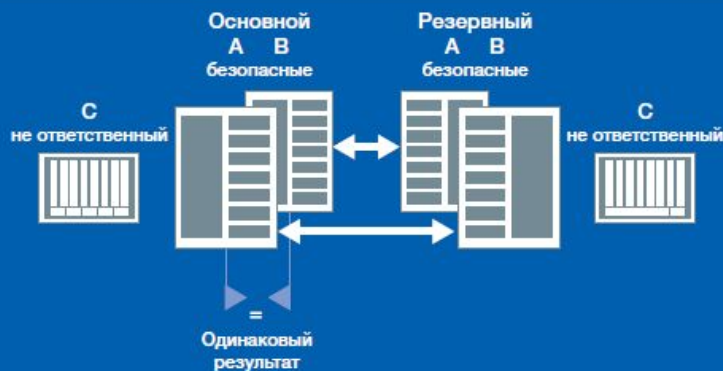 Основной
А В
безопасные
Резервный
А В
безопасные
С
не ответственный
С
не ответственный
=
Одинаковый
результат